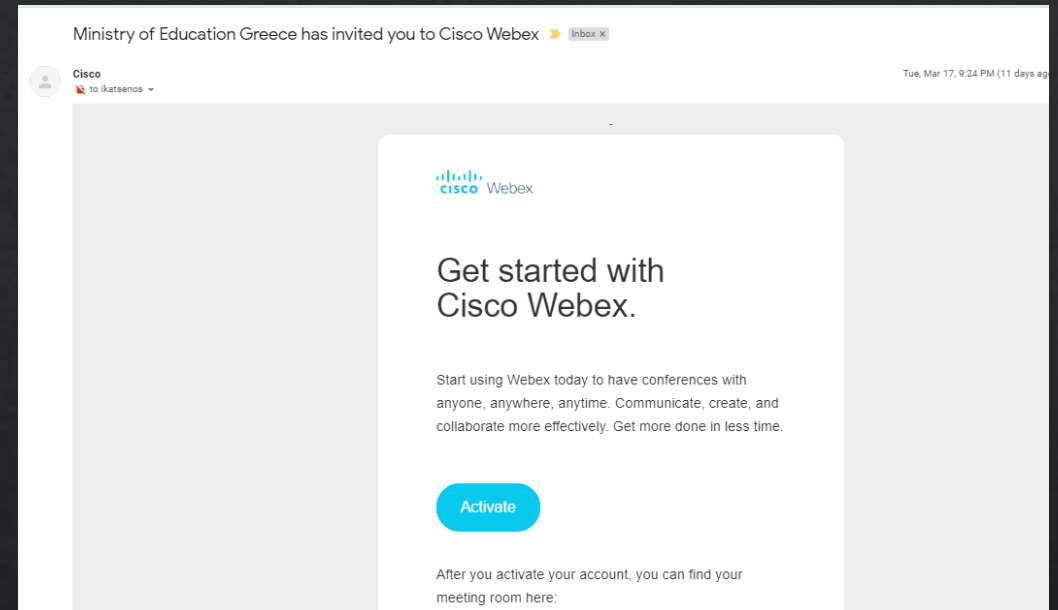 Ministry of Education Greece has invited you to Cisco Webex Inbox x
Cisco
Tue, Mar 17, 9:24 PM (11 days ago
to ikatsenos
CISCO Webex
Get started with
Cisco Webex.
Start using Webex today to have conferences with
anyone, anywhere, anytime. Communicate, create, and
collaborate more effectively. Get more done in less time.
Activate
After you activate your account, you can find your
meeting room here: